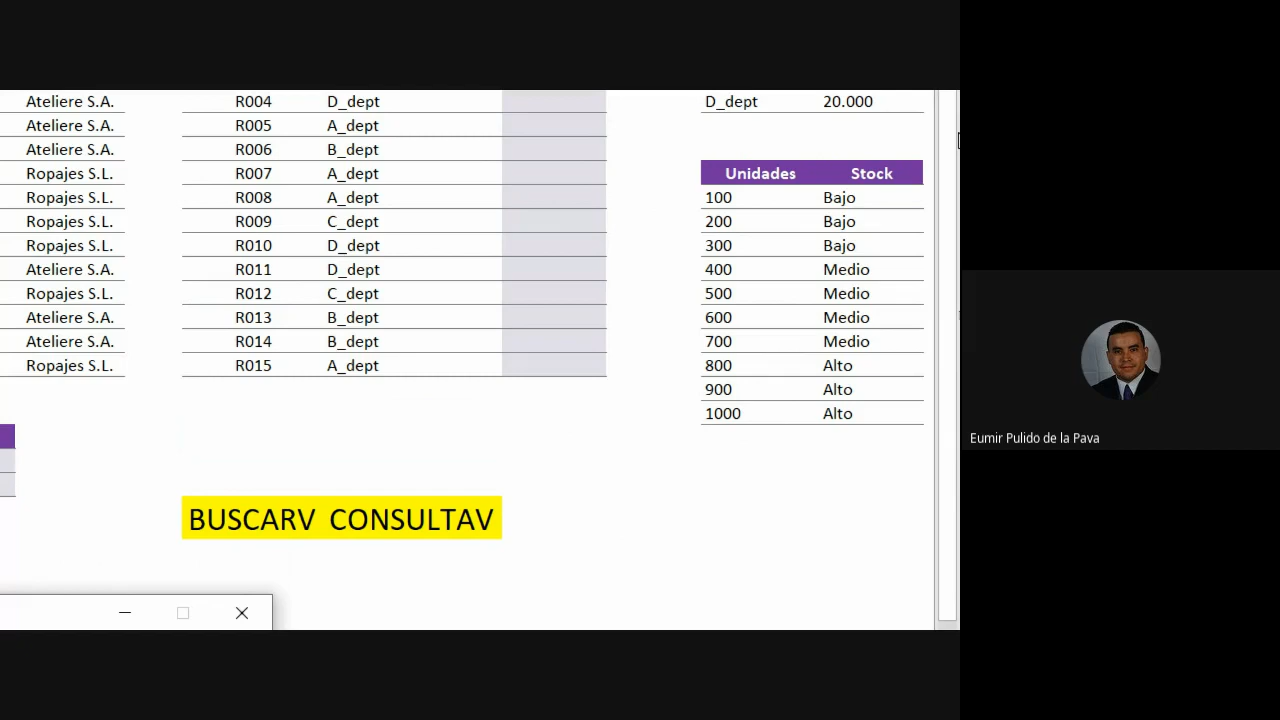 Ateliere S.A. R004 D_dept D_dept 20.000
Ateliere S.A. R005 A_dept
Ateliere S.A. R006 B_dept
Ropajes S.L. R007 A_dept Unidades Stock
Ropajes S.L. R008 A_dept 100 Bajo
Ropajes S.L. R009 C_dept 200 Bajo
Ropajes S.L. R010 D_dept 300 Bajo
Ateliere S.A. R011 D_dept 400 Medio
Ropajes S.L. R012 C_dept 500 Medio
Ateliere S.A. R013 B_dept 600 Medio
Ateliere S.A. R014 B_dept 700 Medio
Ropajes S.L. R015 A_dept 800 Alto
900 Alto
1000 Alto
Eumir Pulido de la Pava
BUSCARV CONSULTAV